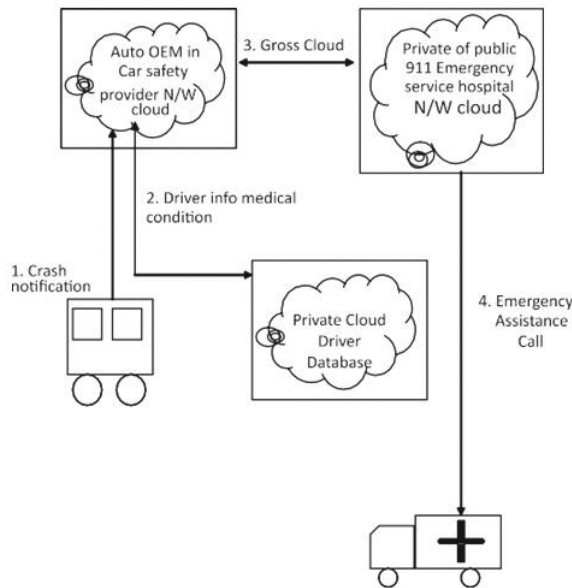 Auto OEM in
Car safety
provider N/W
cloud
3. Gross Cloud
Private of public
911 Emergency
service hospital
N/W cloud
2. Driver info medical
condition
1. Crash
notification
Private Cloud
Driver
Database
4. Emergency
Assistance
Call